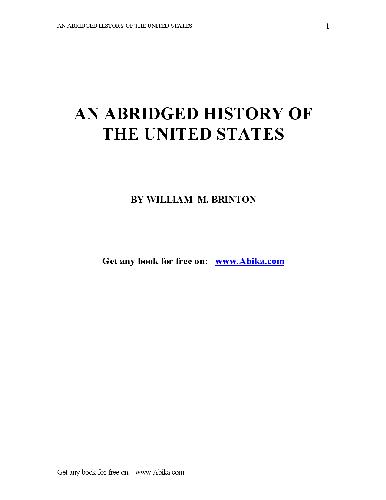 AN ABRIDGED HISTORY OF THE UNITED STATES 1
AN ABRIDGED HISTORY OF
THE UNITED STATES
BY WILLIAM M. BRINTON
Get any book for free on: www.Abika.com
Get any book for free on: www.Abika.com